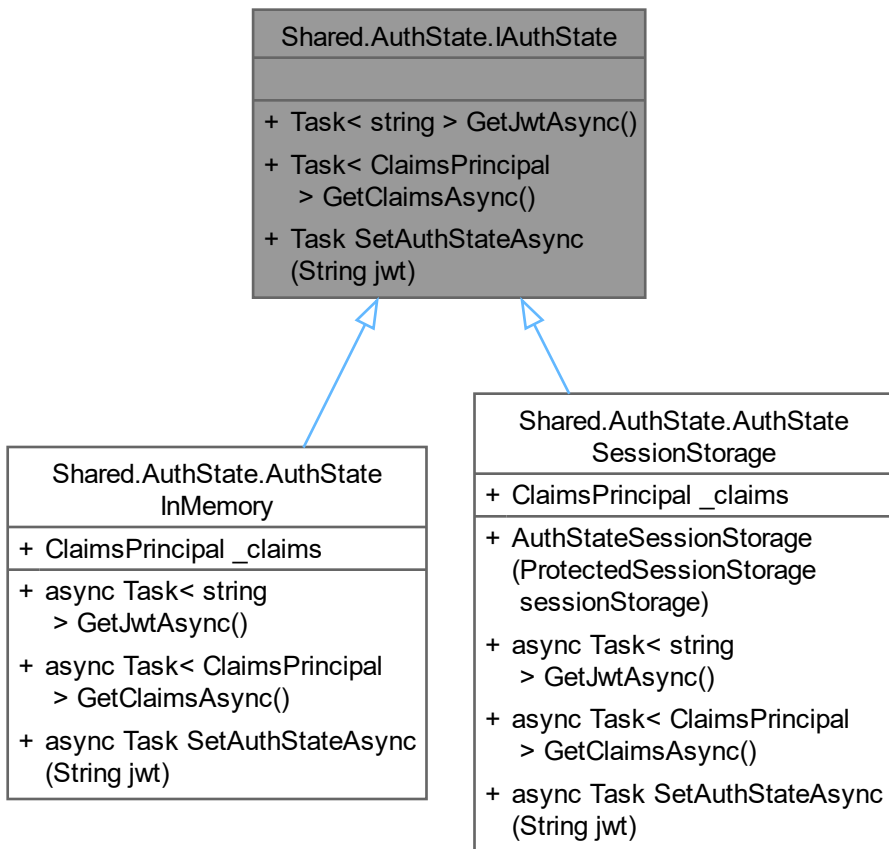 Shared.AuthState.IAuthState
+ Task< string > GetJwtAsync()
+ Task< ClaimsPrincipal
> GetClaimsAsync()
+ Task SetAuthStateAsync
(String jwt)
Shared.AuthState.AuthState
InMemory
+ ClaimsPrincipal _claims
+ async Task< string
> GetJwtAsync()
+ async Task< ClaimsPrincipal
> GetClaimsAsync()
+ async Task SetAuthStateAsync
(String jwt)
Shared.AuthState.AuthState
SessionStorage
+ ClaimsPrincipal _claims
+ AuthStateSessionStorage
(ProtectedSessionStorage
sessionStorage)
+ async Task< string
> GetJwtAsync()
+ async Task< ClaimsPrincipal
> GetClaimsAsync()
+ async Task SetAuthStateAsync
(String jwt)